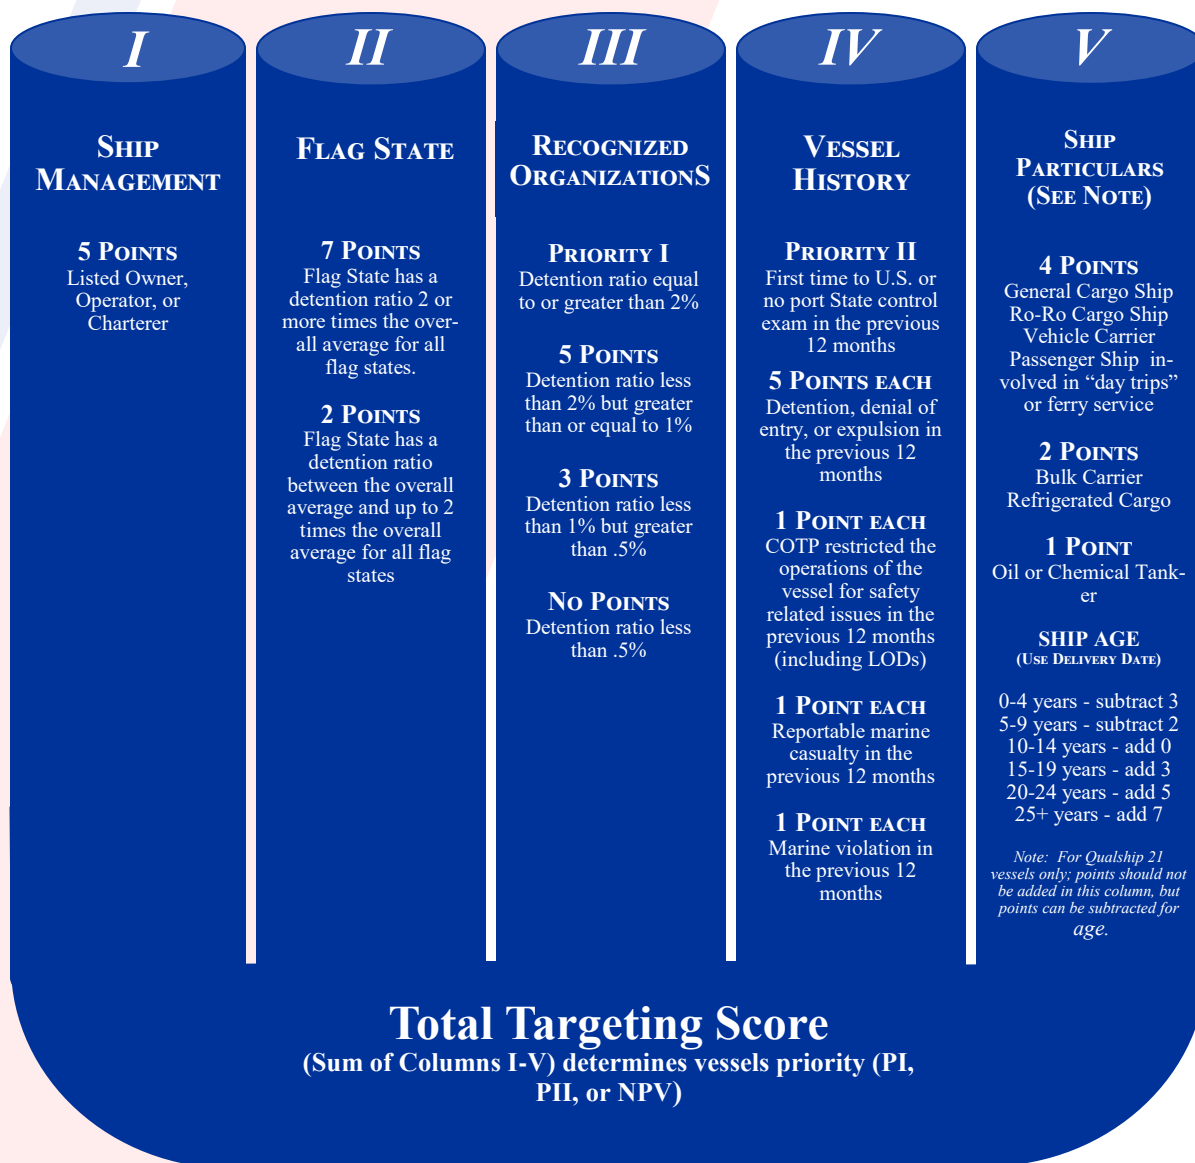 I
SHIP
MANAGEMENT
5 POINTS
Listed Owner,
Operator, or
Charterer
II
FLAG STATE
7 POINTS
Flag State has a
detention ratio 2 or
more times the over-
all average for all
flag states.
2 POINTS
Flag State has a
detention ratio
between the overall
average and up to 2
times the overall
average for all flag
states
III
RECOGNIZED
ORGANIZATIONS
PRIORITY I
Detention ratio equal
to or greater than 2%
5 POINTS
Detention ratio less
than 2% but greater
than or equal to 1%
3 POINTS
Detention ratio less
than 1% but greater
than .5%
NO POINTS
Detention ratio less
than .5%
IV
VESSEL
HISTORY
PRIORITY II
First time to U.S. or
no port State control
exam in the previous
12 months
5 POINTS EACH
Detention, denial of
entry, or expulsion in
the previous 12
months
1 POINT EACH
COTP restricted the
operations of the
vessel for safety
related issues in the
previous 12 months
(including LODs)
1 POINT EACH
Reportable marine
casualty in the
previous 12 months
1 POINT EACH
Marine violation in
the previous 12
months
V
SHIP
PARTICULARS
(SEE NOTE)
4 POINTS
General Cargo Ship
Ro-Ro Cargo Ship
Vehicle Carrier
Passenger Ship in-
volved in “day trips”
or ferry service
2 POINTS
Bulk Carrier
Refrigerated Cargo
1 POINT
Oil or Chemical Tank-
er
SHIP AGE
(USE DELIVERY DATE)
0-4 years - subtract 3
5-9 years - subtract 2
10-14 years - add 0
15-19 years - add 3
20-24 years - add 5
25+ years - add 7
Note: For Qualship 21
vessels only; points should not
be added in this column, but
points can be subtracted for
age.
Total Targeting Score
(Sum of Columns I-V) determines vessels priority (PI,
PII, or NPV)